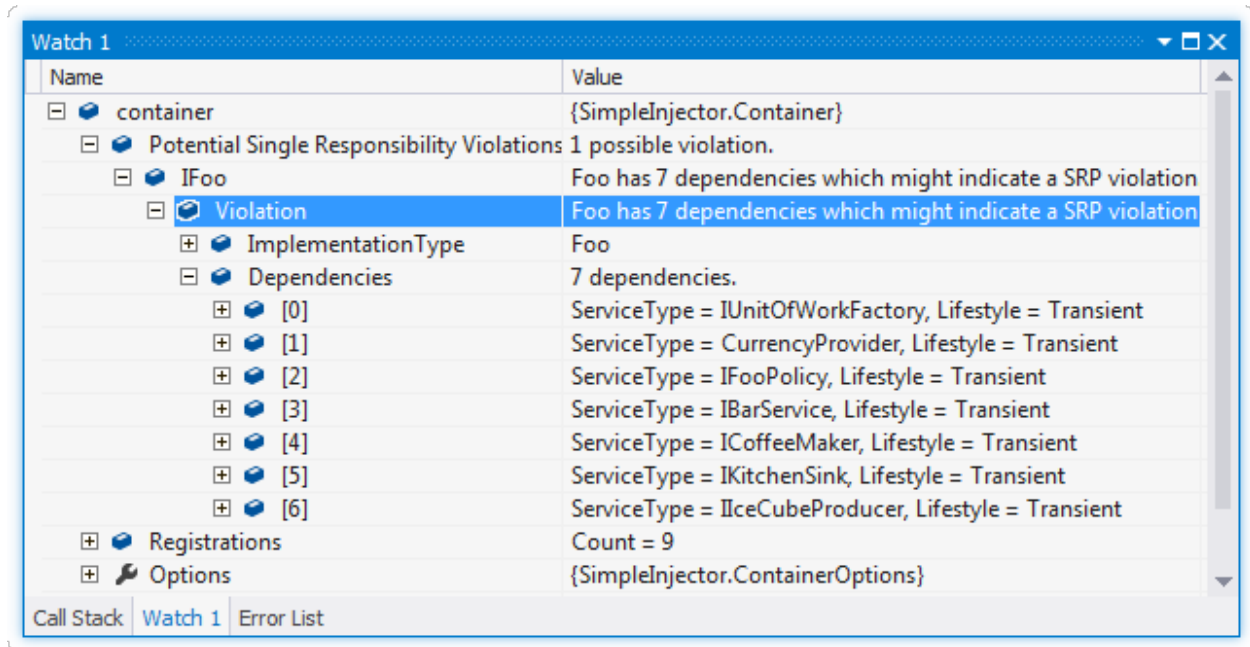 Watch 1
Name Value
container {SimpleInjector.Container}
Potential Single Responsibility Violations 1 possible violation.
IFoo Foo has 7 dependencies which might indicate a SRP violation
Violation Foo has 7 dependencies which might indicate a SRP violation
ImplementationType Foo
Dependencies 7 dependencies.
[0] ServiceType = IUnitOfWorkFactory, Lifestyle = Transient
[1] ServiceType = CurrencyProvider, Lifestyle = Transient
[2] ServiceType = IFooPolicy, Lifestyle = Transient
[3] ServiceType = IBarService, Lifestyle = Transient
[4] ServiceType = ICoffeeMaker, Lifestyle = Transient
[5] ServiceType = IKitchenSink, Lifestyle = Transient
[6] ServiceType = IIceCubeProducer, Lifestyle = Transient
Registrations Count = 9
Options {SimpleInjector.ContainerOptions}
Call Stack Watch 1 Error List